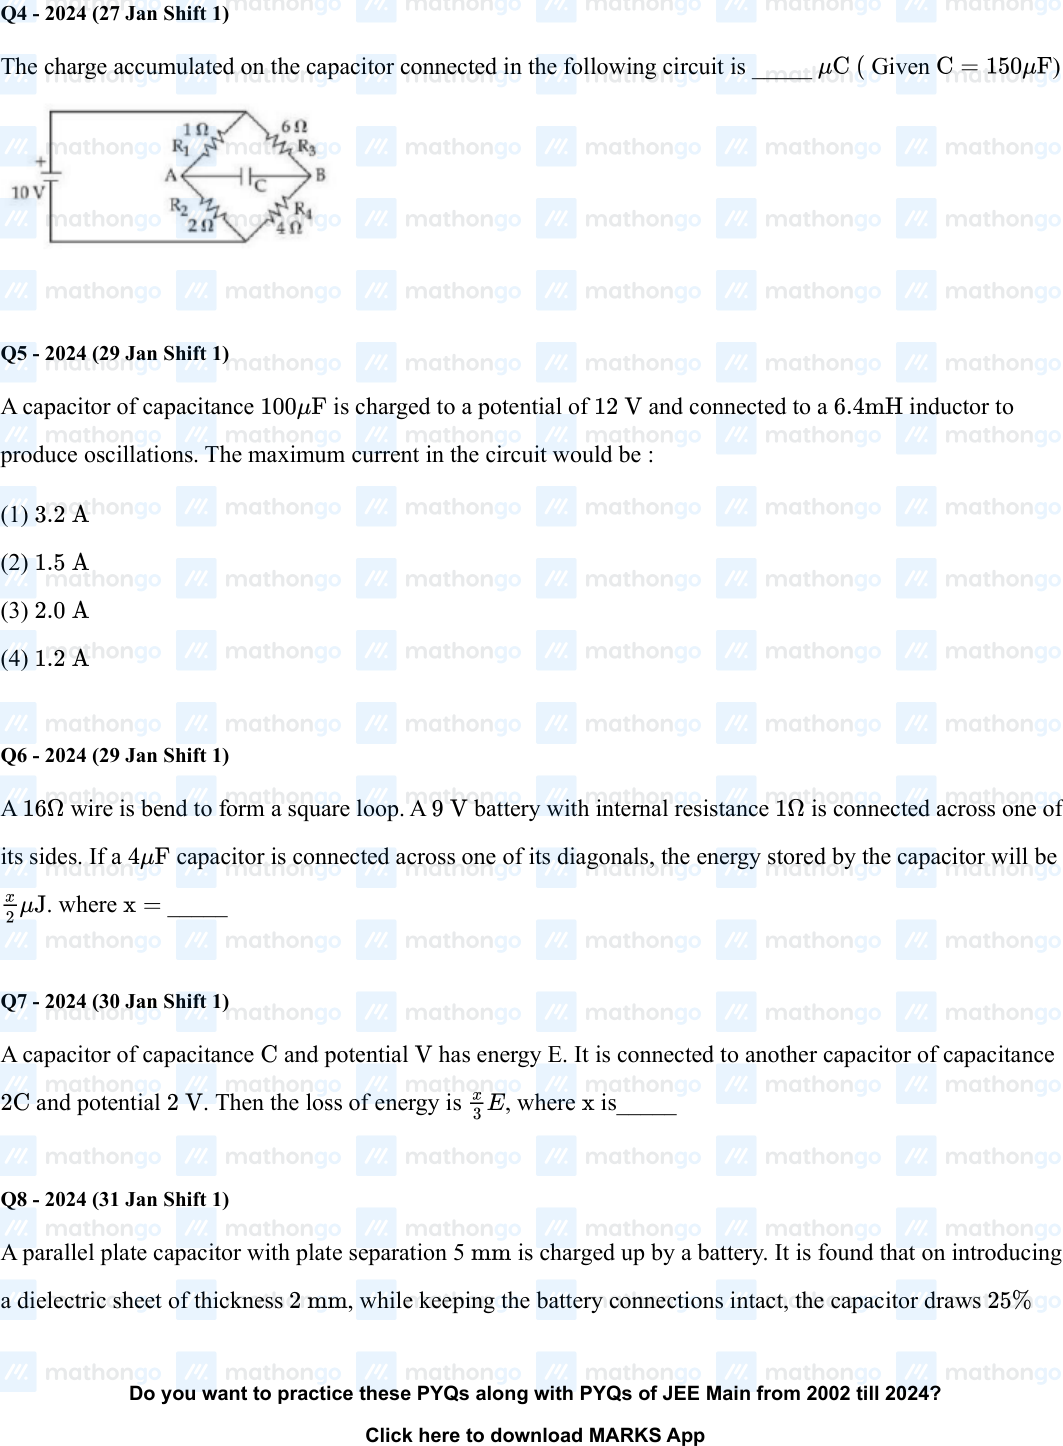 Q4 - 2024 (27 Jan Shift 1)
The charge accumulated on the capacitor connected in the following circuit is _____ μC ( Given C = 150μF)
1Ω
6Ω
R₁
R₃
+
A
C
B
10 V
R₂
R₄
2Ω
4Ω
Q5 - 2024 (29 Jan Shift 1)
A capacitor of capacitance 100μF is charged to a potential of 12 V and connected to a 6.4mH inductor to
produce oscillations. The maximum current in the circuit would be :
(1) 3.2 A
(2) 1.5 A
(3) 2.0 A
(4) 1.2 A
Q6 - 2024 (29 Jan Shift 1)
A 16Ω wire is bend to form a square loop. A 9 V battery with internal resistance 1Ω is connected across one of
its sides. If a 4μF capacitor is connected across one of its diagonals, the energy stored by the capacitor will be
x/2 μJ. where x = _____
Q7 - 2024 (30 Jan Shift 1)
A capacitor of capacitance C and potential V has energy E. It is connected to another capacitor of capacitance
2C and potential 2 V. Then the loss of energy is x/3 E, where x is_____
Q8 - 2024 (31 Jan Shift 1)
A parallel plate capacitor with plate separation 5 mm is charged up by a battery. It is found that on introducing
a dielectric sheet of thickness 2 mm, while keeping the battery connections intact, the capacitor draws 25%
Do you want to practice these PYQs along with PYQs of JEE Main from 2002 till 2024?
Click here to download MARKS App